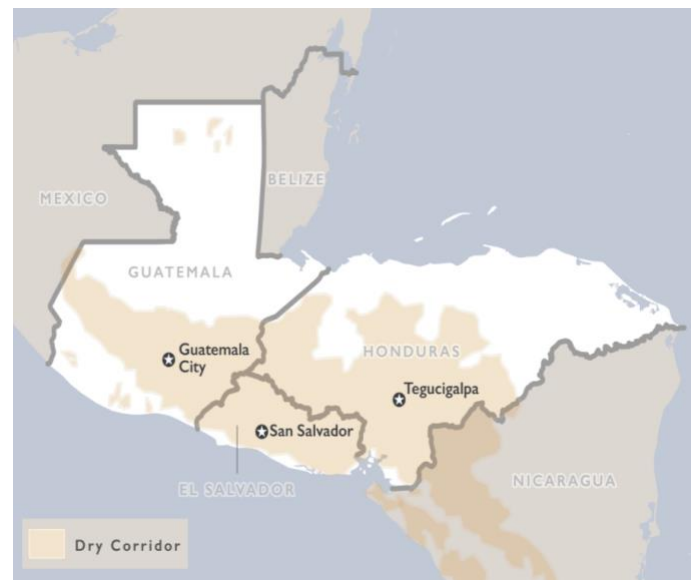 MEXICO
BELIZE
GUATEMALA
Guatemala
City
HONDURAS
Tegucigalpa
San Salvador
EL SALVADOR
NICARAGUA
Dry Corridor